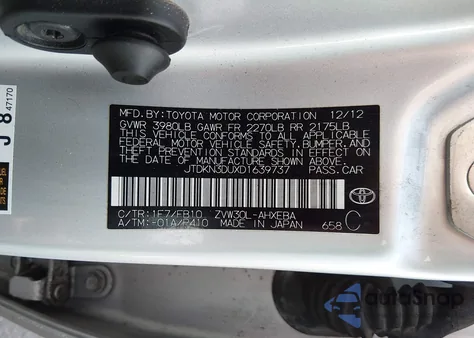 J 8 47170
MFD.BY:TOYOTA MOTOR CORPORATION 12/12
GVWR 3980LB GAWR FR 2270LB RR 2175LB
THIS VEHICLE CONFORMS TO ALL APPLICABLE
FEDERAL MOTOR VEHICLE SAFETY, BUMPER, AND
THEFT PREVENTION STANDARDS IN EFFECT ON
THE DATE OF MANUFACTURE SHOWN ABOVE.
JTDKN3DUXD1639737 PASS.CAR
C/TR:1F7/FB10 ZVW30L-AHXEBA
A/TM:-01A/P410 MADE IN JAPAN 658 C
AutoSnap